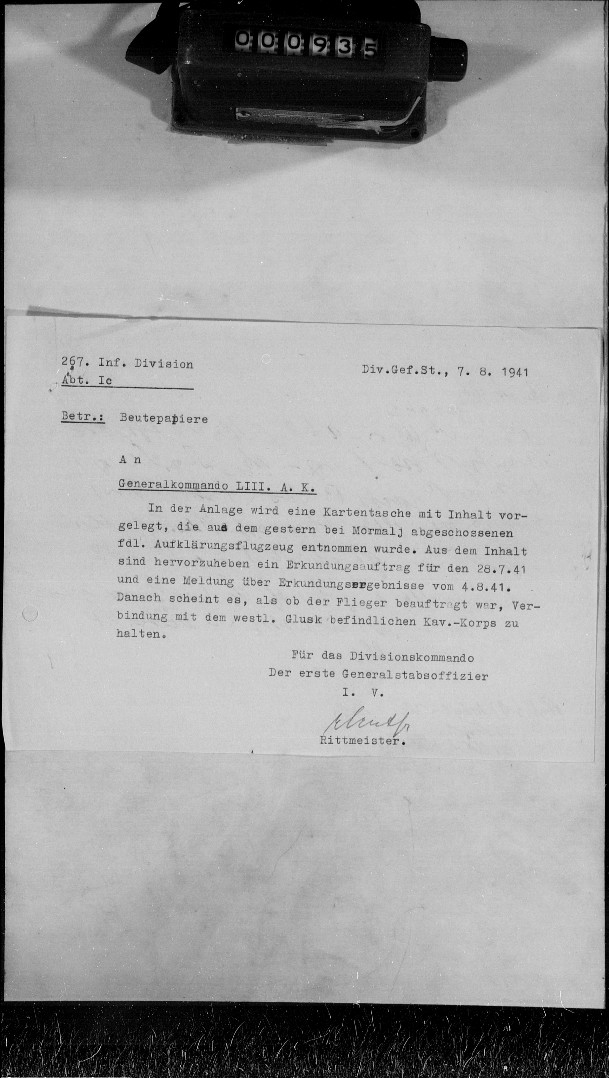 000935
267. Inf. Division
Abt. Ic
Div.Gef.St., 7. 8. 1941
Betr.: Beutepapiere
A n
Generalkommando LIII. A. K.
In der Anlage wird eine Kartentasche mit Inhalt vor-
gelegt, die aus dem gestern bei Mormalj abgeschossenen
fdl. Aufklärungsflugzeug entnommen wurde. Aus dem Inhalt
sind hervorzuheben ein Erkundungsauftrag für den 28.7.41
und eine Meldung über Erkundungsergebnisse vom 4.8.41.
Danach scheint es, als ob der Flieger beauftragt war, Ver-
bindung mit dem westl. Glusk befindlichen Kav.-Korps zu
halten.
Für das Divisionskommando
Der erste Generalstabsoffizier
I. V.
Rittmeister.